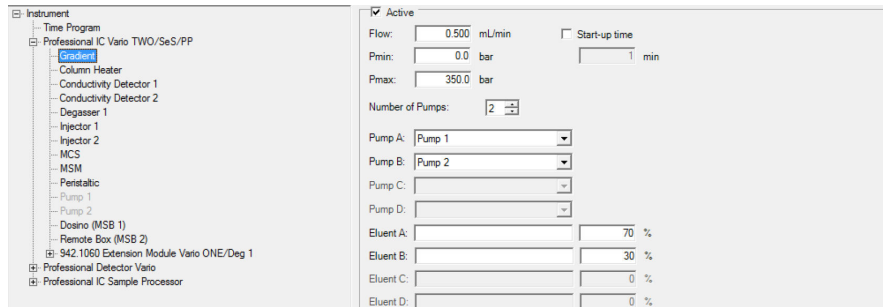 Instrument
Time Program
Professional IC Vario TWO/SeS/PP
Gradient
Column Heater
Conductivity Detector 1
Conductivity Detector 2
Degasser 1
Injector 1
Injector 2
MCS
MSM
Peristaltic
Pump 1
Pump 2
Dosino (MSB 1)
Remote Box (MSB 2)
942.1060 Extension Module Vario ONE/Deg 1
Professional Detector Vario
Professional IC Sample Processor
Active
Flow: 0.500 mL/min Start-up time
Pmin: 0.0 bar 1 min
Pmax: 350.0 bar
Number of Pumps: 2
Pump A: Pump 1
Pump B: Pump 2
Pump C:
Pump D:
Eluent A: 70 %
Eluent B: 30 %
Eluent C: 0 %
Eluent D: 0 %